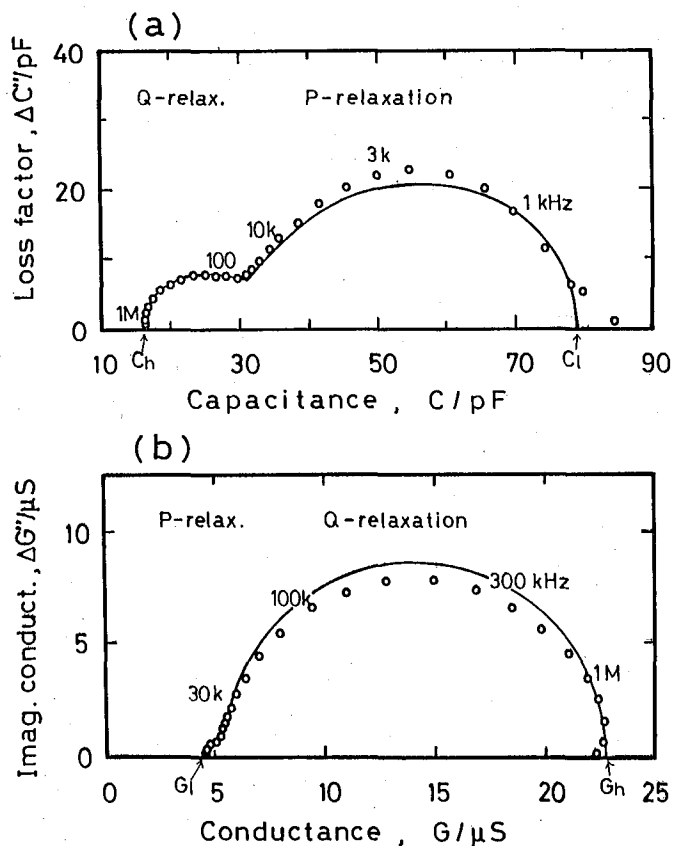 (a)
40
20
0
Loss factor, ΔC"/pF
Q-relax. P-relaxation
3k
1 kHz
10k
100
1M
Ch
Cl
10 30 50 70 90
Capacitance, C/pF
(b)
10
5
0
Imag. conduct., ΔG"/μS
P-relax. Q-relaxation
300 kHz
100k
1M
30k
Gl
Gh
0 5 10 15 20 25
Conductance, G/μS